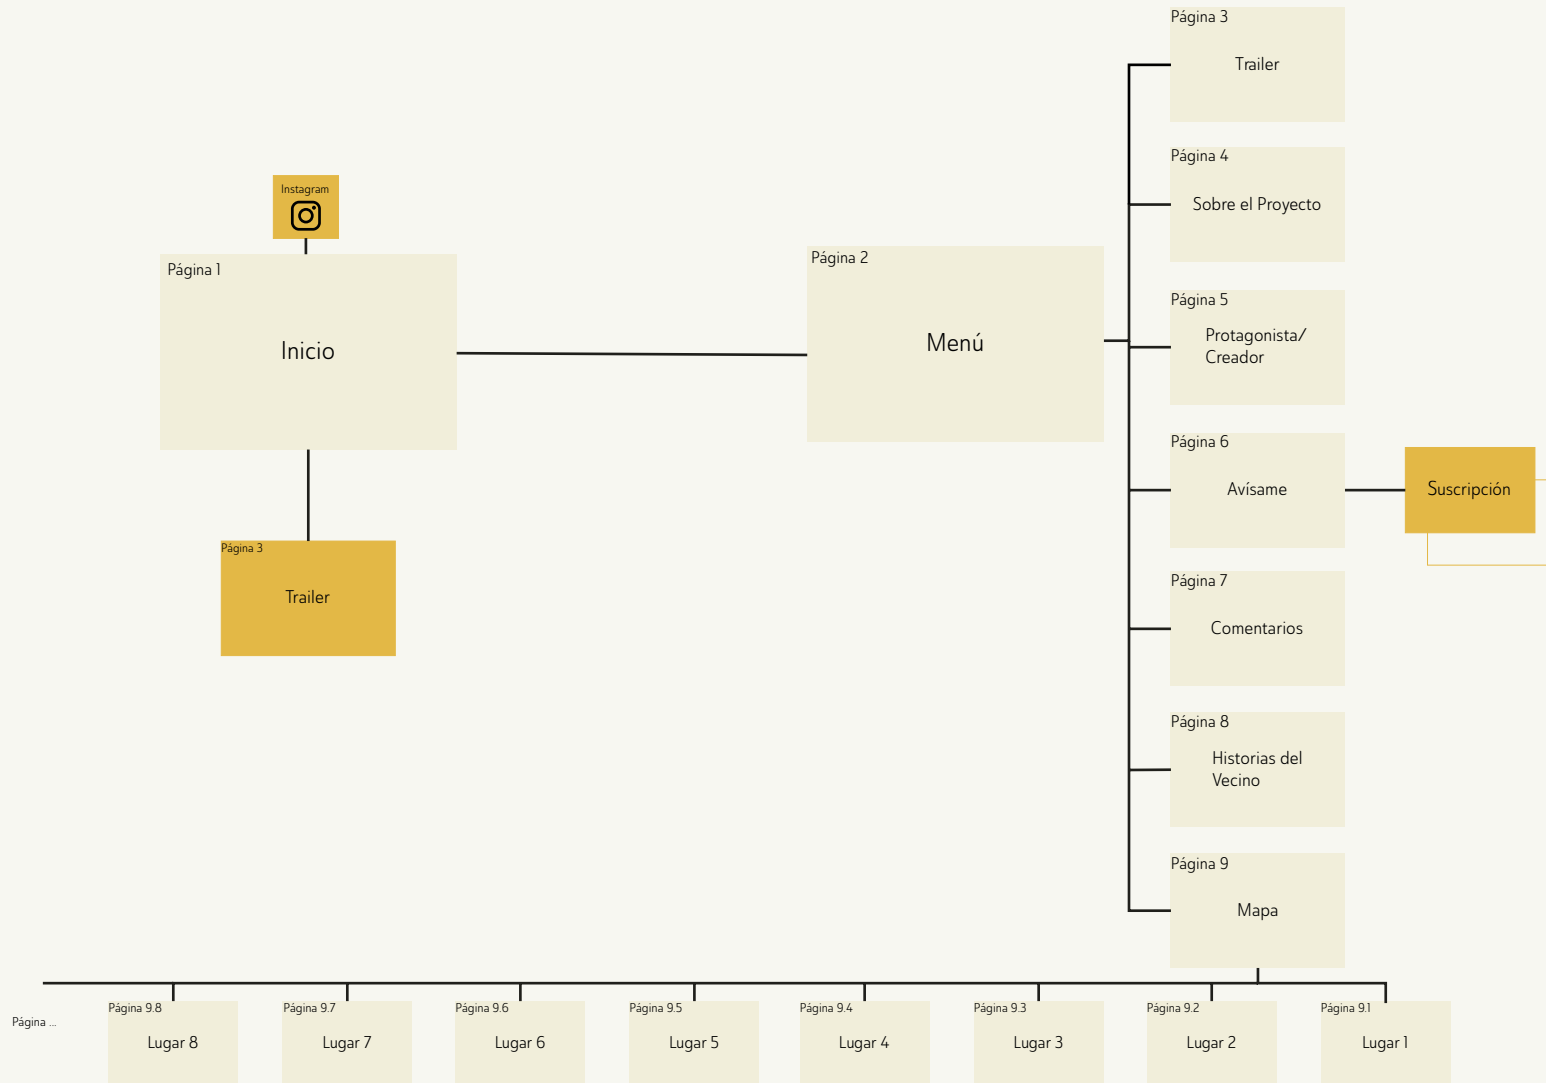 Instagram
Página 1
Inicio
Página 3
Trailer
Página 2
Menú
Página 3
Trailer
Página 4
Sobre el Proyecto
Página 5
Protagonista/
Creador
Página 6
Avísame
Suscripción
Página 7
Comentarios
Página 8
Historias del
Vecino
Página 9
Mapa
Página ...
Página 9.8
Lugar 8
Página 9.7
Lugar 7
Página 9.6
Lugar 6
Página 9.5
Lugar 5
Página 9.4
Lugar 4
Página 9.3
Lugar 3
Página 9.2
Lugar 2
Página 9.1
Lugar 1